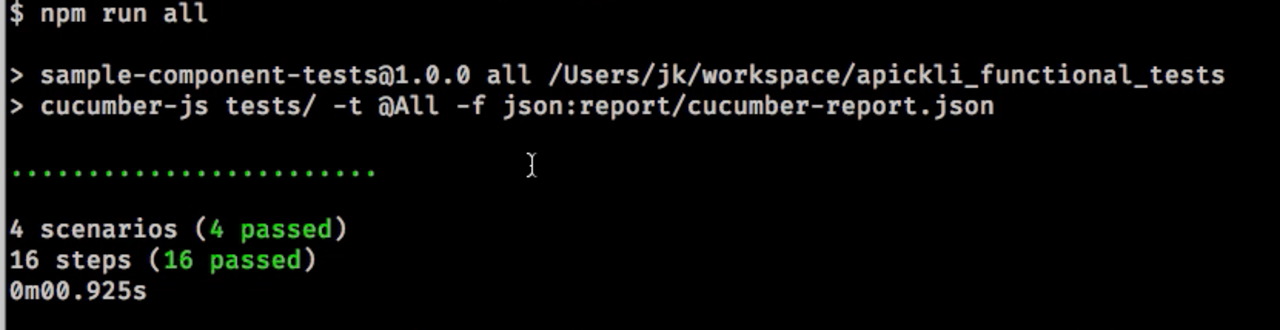 $ npm run all
> sample-component-tests@1.0.0 all /Users/jk/workspace/apickli_functional_tests
> cucumber-js tests/ -t @All -f json:report/cucumber-report.json
........................
4 scenarios (4 passed)
16 steps (16 passed)
0m00.925s